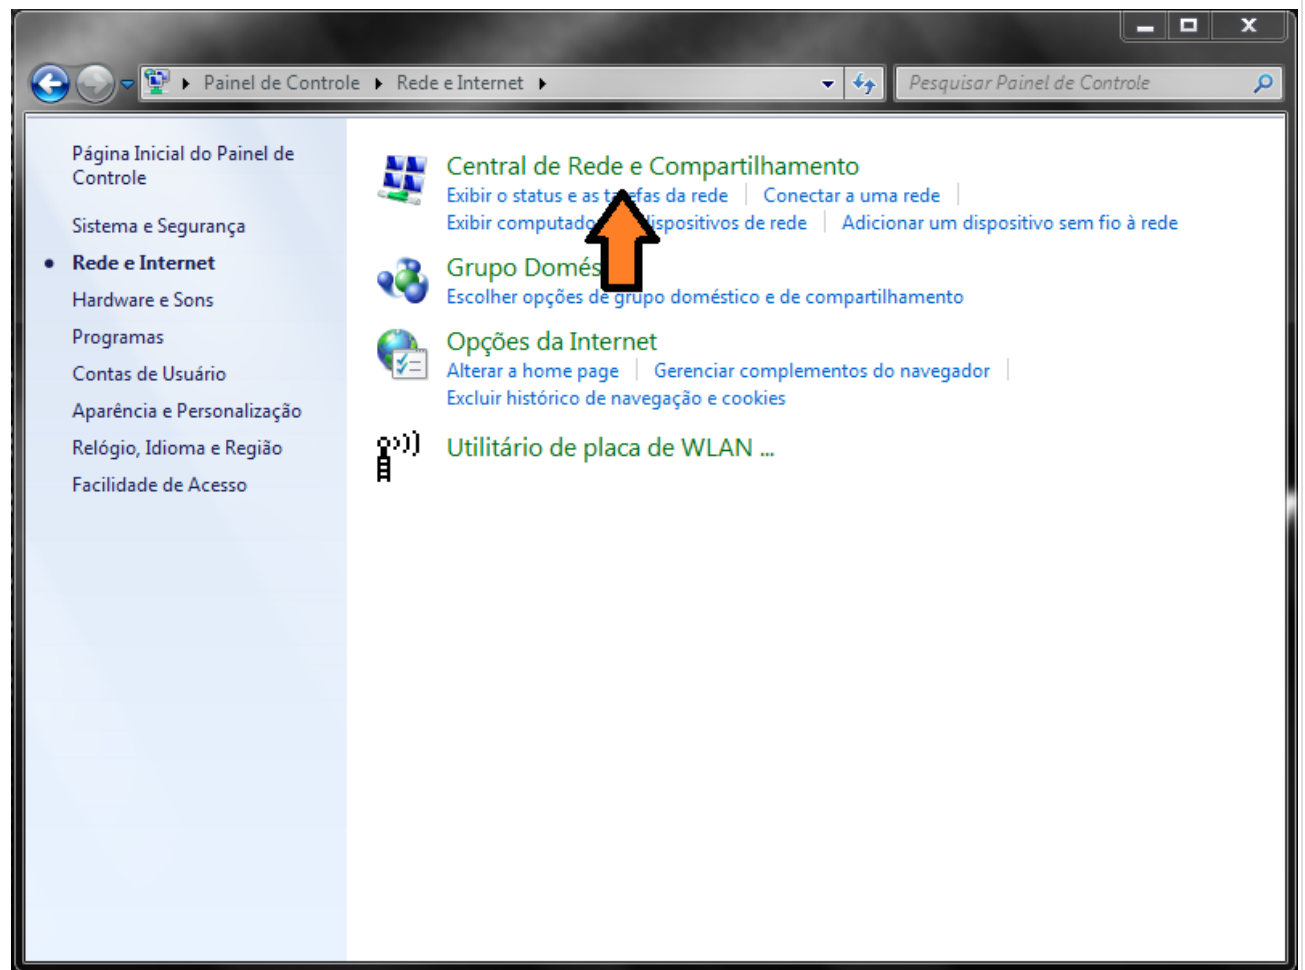 Painel de Controle
Rede e Internet
Pesquisar Painel de Controle
Página Inicial do Painel de
Controle
Sistema e Segurança
Rede e Internet
Hardware e Sons
Programas
Contas de Usuário
Aparência e Personalização
Relógio, Idioma e Região
Facilidade de Acesso
Central de Rede e Compartilhamento
Exibir o status e as tarefas da rede
Conectar a uma rede
Exibir dispositivos de rede
Adicionar um dispositivo sem fio à rede
Grupo
Escolher opções de grupo doméstico e de compartilhamento
Opções da Internet
Alterar a home page
Gerenciar complementos do navegador
Excluir histórico de navegação e cookies
Utilitário de placa de WLAN ...